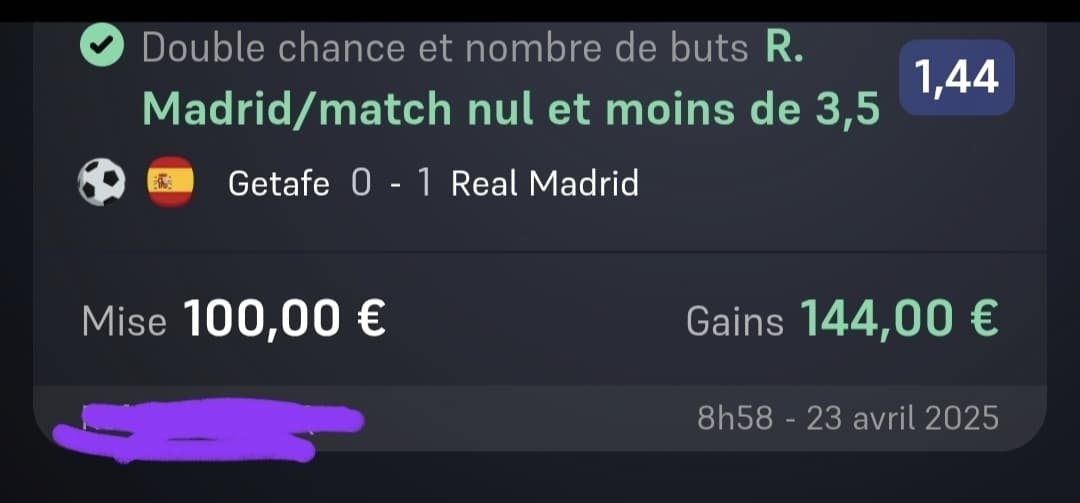 Double chance et nombre de buts R.
Madrid/match nul et moins de 3,5
1,44
Getafe 0 - 1 Real Madrid
Mise 100,00 €
Gains 144,00 €
8h58 - 23 avril 2025